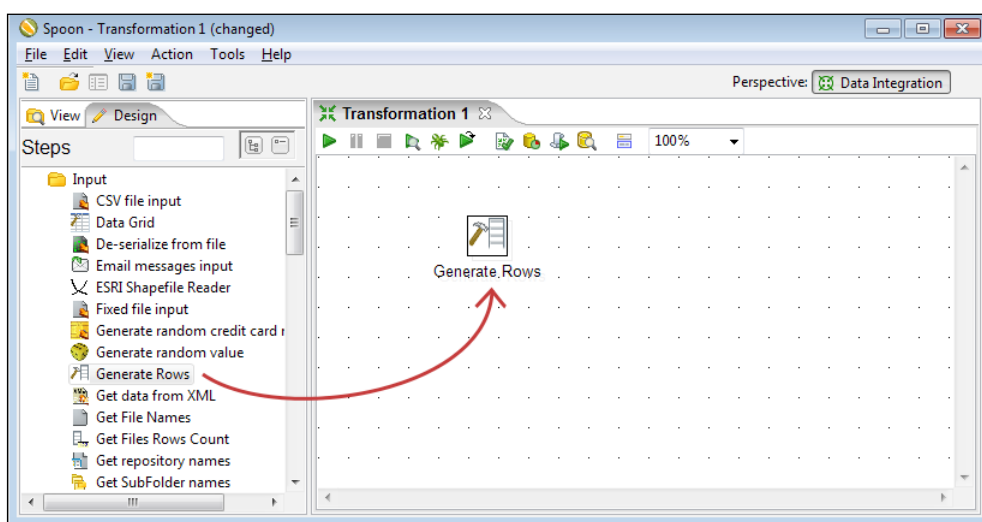 Spoon - Transformation 1 (changed)
File Edit View Action Tools Help
Perspective: Data Integration
View Design
Transformation 1
Steps
100%
Input
CSV file input
Data Grid
De-serialize from file
Email messages input
ESRI Shapefile Reader
Fixed file input
Generate random credit card r
Generate random value
Generate Rows
Get data from XML
Get File Names
Get Files Rows Count
Get repository names
Get SubFolder names
Generate Rows